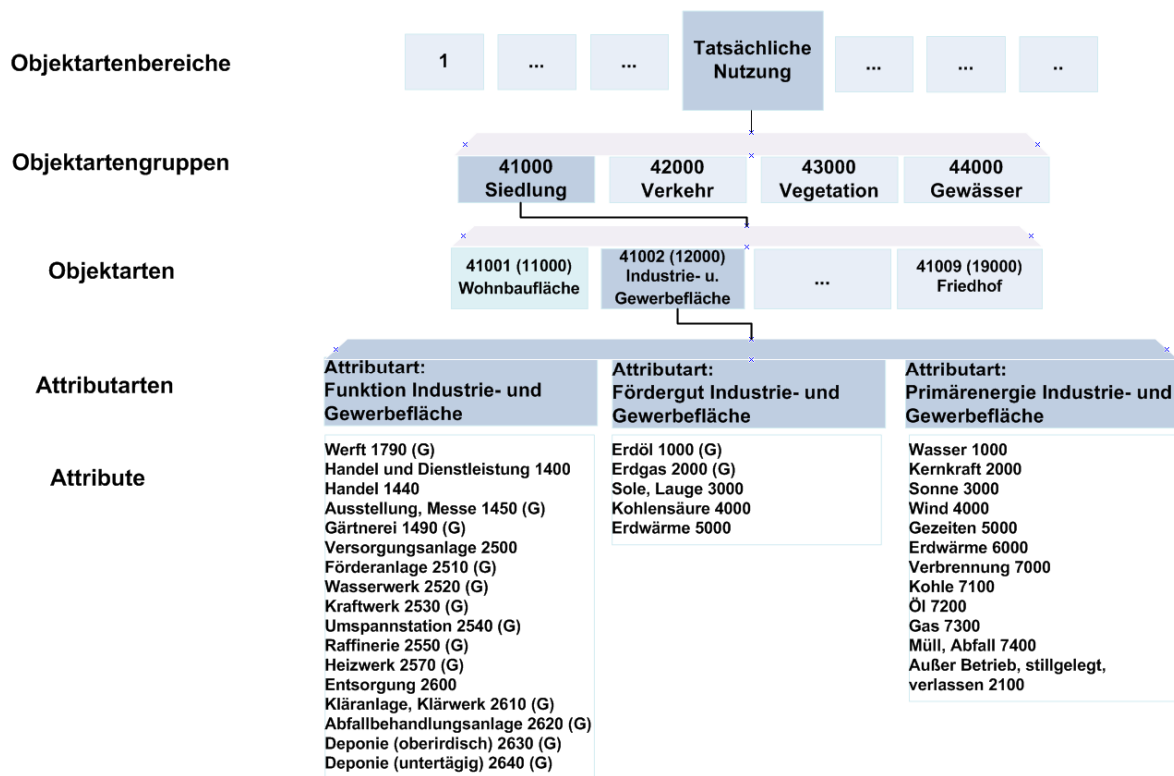 Objektartenbereiche
1
...
...
Tatsächliche
Nutzung
...
...
..
Objektartengruppen
41000
Siedlung
42000
Verkehr
43000
Vegetation
44000
Gewässer
Objektarten
41001 (11000)
Wohnbaufläche
41002 (12000)
Industrie- u.
Gewerbefläche
...
41009 (19000)
Friedhof
Attributarten
Attributart:
Funktion Industrie- und
Gewerbefläche
Attributart:
Fördergut Industrie- und
Gewerbefläche
Attributart:
Primärenergie Industrie- und
Gewerbefläche
Attribute
Werft 1790 (G)
Handel und Dienstleistung 1400
Handel 1440
Ausstellung, Messe 1450 (G)
Gärtnerei 1490 (G)
Versorgungsanlage 2500
Förderanlage 2510 (G)
Wasserwerk 2520 (G)
Kraftwerk 2530 (G)
Umspannstation 2540 (G)
Raffinerie 2550 (G)
Heizwerk 2570 (G)
Entsorgung 2600
Kläranlage, Klärwerk 2610 (G)
Abfallbehandlungsanlage 2620 (G)
Deponie (oberirdisch) 2630 (G)
Deponie (untertägig) 2640 (G)
Erdöl 1000 (G)
Erdgas 2000 (G)
Sole, Lauge 3000
Kohlensäure 4000
Erdwärme 5000
Wasser 1000
Kernkraft 2000
Sonne 3000
Wind 4000
Gezeiten 5000
Erdwärme 6000
Verbrennung 7000
Kohle 7100
Öl 7200
Gas 7300
Müll, Abfall 7400
Außer Betrieb, stillgelegt,
verlassen 2100